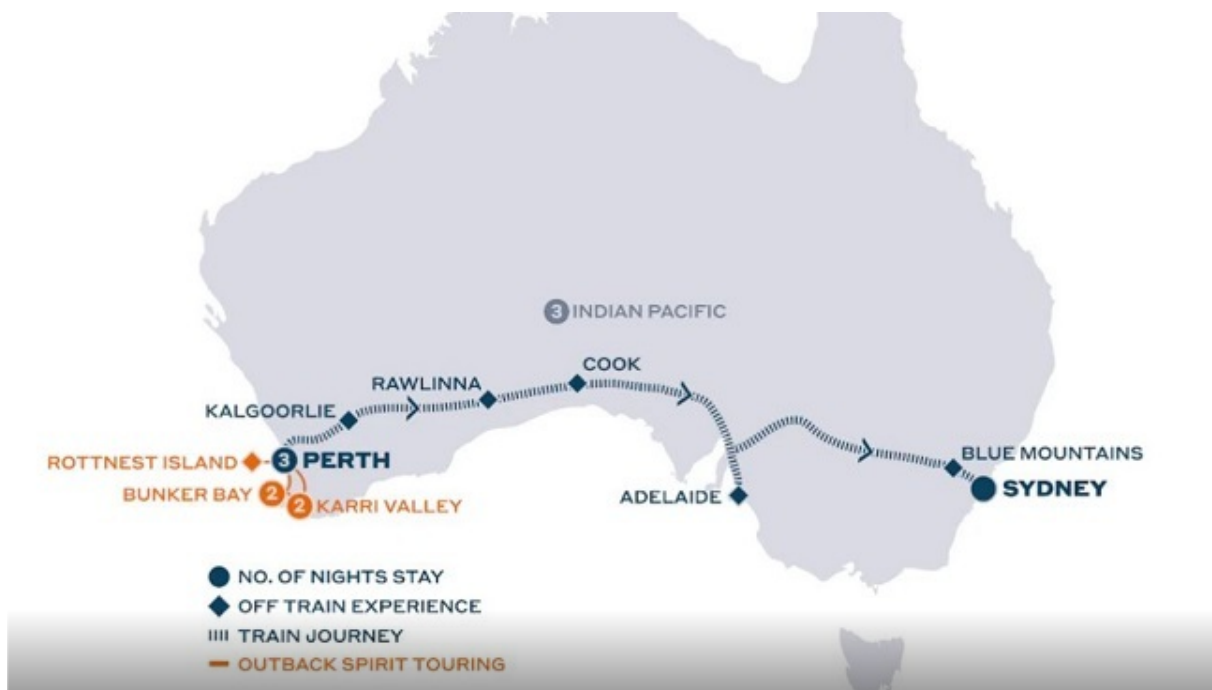 3 INDIAN PACIFIC
COOK
RAWLINNA
KALGOORLIE
ROTTNEST ISLAND
3 PERTH
BLUE MOUNTAINS
BUNKER BAY 2
2 KARRI VALLEY
ADELAIDE
SYDNEY
NO. OF NIGHTS STAY
OFF TRAIN EXPERIENCE
TRAIN JOURNEY
OUTBACK SPIRIT TOURING